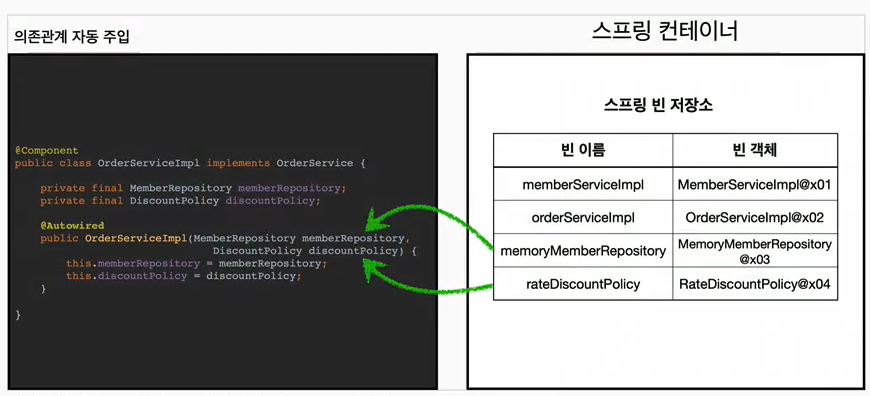 의존관계 자동 주입
@Component
public class OrderServiceImpl implements OrderService {
private final MemberRepository memberRepository;
private final DiscountPolicy discountPolicy;
@Autowired
public OrderServiceImpl(MemberRepository memberRepository,
DiscountPolicy discountPolicy) {
this.memberRepository = memberRepository;
this.discountPolicy = discountPolicy;
}
}
스프링 컨테이너
스프링 빈 저장소
빈 이름 빈 객체
memberServiceImpl MemberServiceImpl@x01
orderServiceImpl OrderServiceImpl@x02
memoryMemberRepository MemoryMemberRepository
@x03
rateDiscountPolicy RateDiscountPolicy@x04